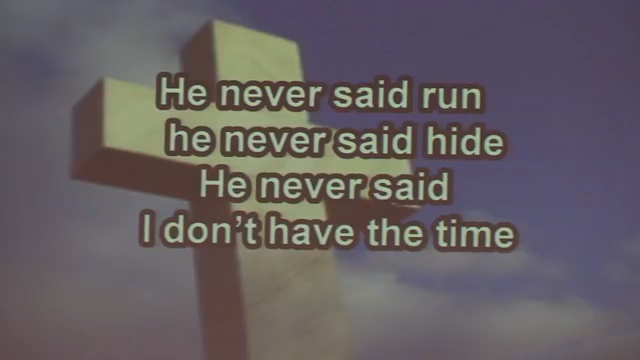 He never said run
he never said hide
He never said
I don't have the time